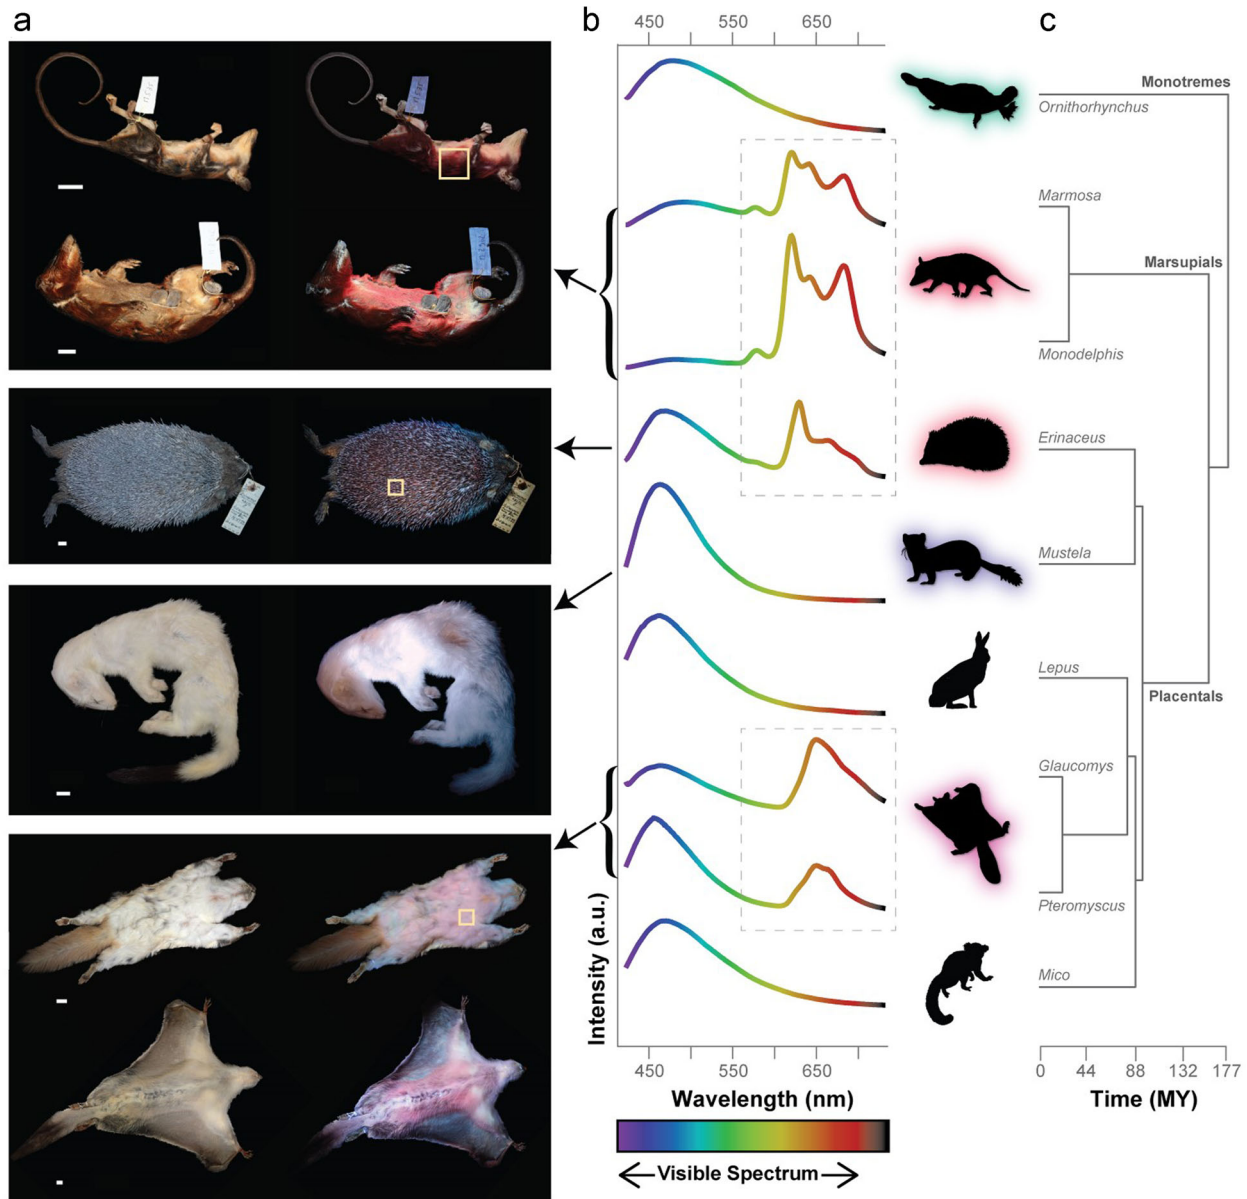 a
b
c
450 650
Monotremes
Ornithorhynchus
Marmosa
Marsupials
Monodelphis
Erinaceus
Mustela
Lepus
Placentals
Glaucomys
Pteromyscus
Mico
Intensity (a.u.)
450 550 650
Wavelength (nm)
0 44 88 132 177
Time (MY)
Visible Spectrum